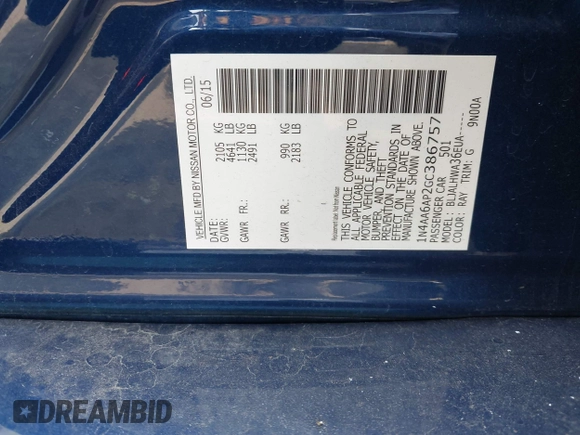 VEHICLE MFD BY NISSAN MOTOR CO., LTD.
06/15
GVWR: 2105 KG
4641 LB
GAWR FR: 1130 KG
2491 LB
GAWR RR: 990 KG
2183 LB
THIS VEHICLE CONFORMS TO
ALL APPLICABLE FEDERAL
MOTOR VEHICLE SAFETY,
BUMPER, AND THEFT
PREVENTION STANDARDS IN
EFFECT ON THE DATE OF
MANUFACTURE SHOWN ABOVE.
1N4AA6AP2GC386757
PASSENGER CAR 501
MODEL: BLJALHWA36EUA-----
COLOR: RAY TRIM: G 9N00A
DREAMBID